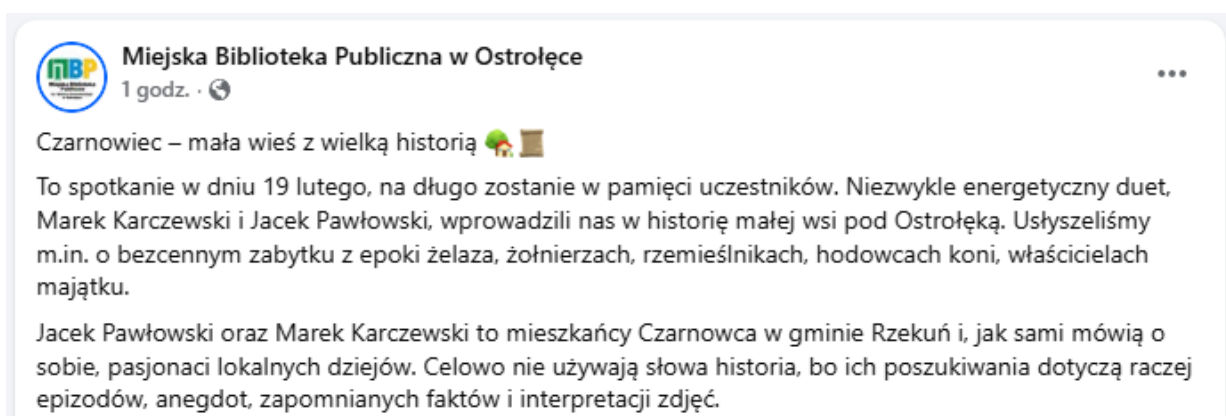 Miejska Biblioteka Publiczna w Ostrołęce
1 godz. ·
Czarnowiec – mała wieś z wielką historią 🏡📜
To spotkanie w dniu 19 lutego, na długo zostanie w pamięci uczestników. Niezwykle energetyczny duet,
Marek Karczewski i Jacek Pawłowski, wprowadzili nas w historię małej wsi pod Ostrołęką. Usłyszeliśmy
m.in. o bezcennym zabytku z epoki żelaza, żołnierzach, rzemieślnikach, hodowcach koni, właścicielach
majątku.
Jacek Pawłowski oraz Marek Karczewski to mieszkańcy Czarnowca w gminie Rzekuń i, jak sami mówią o
sobie, pasjonaci lokalnych dziejów. Celowo nie używają słowa historia, bo ich poszukiwania dotyczą raczej
epizodów, anegdot, zapomnianych faktów i interpretacji zdjęć.